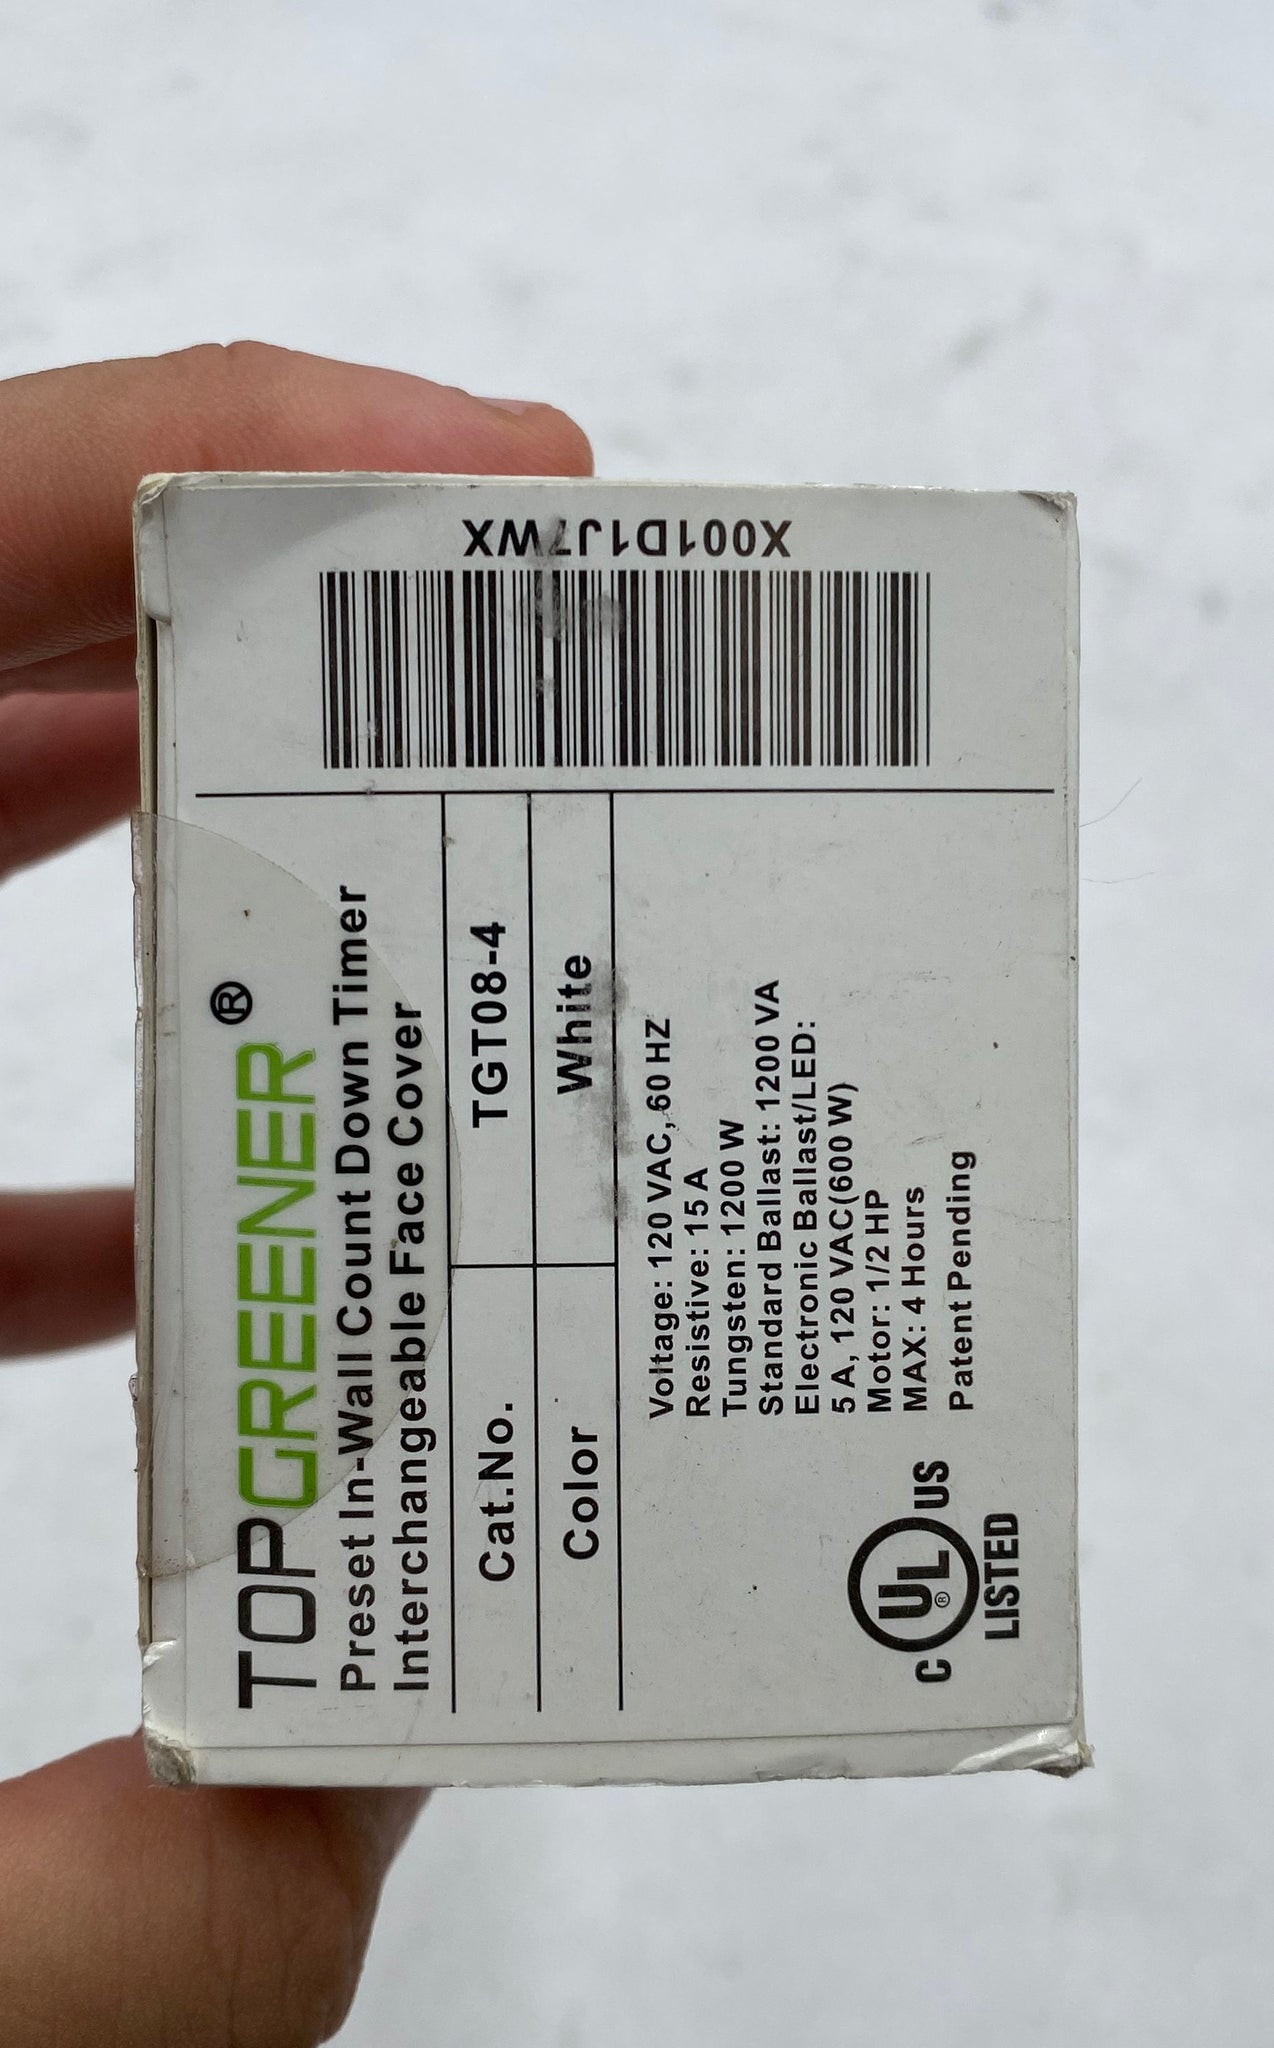 TOPGREENER®
Preset In-Wall Count Down Timer
Interchangeable Face Cover
Cat.No. TGT08-4
Color White
Voltage: 120 VAC, 60 HZ
Resistive: 15 A
Tungsten: 1200 W
Standard Ballast: 1200 VA
Electronic Ballast/LED:
5 A, 120 VAC(600 W)
Motor: 1/2 HP
MAX: 4 Hours
Patent Pending
C UL® US
LISTED
X001D1J7WX